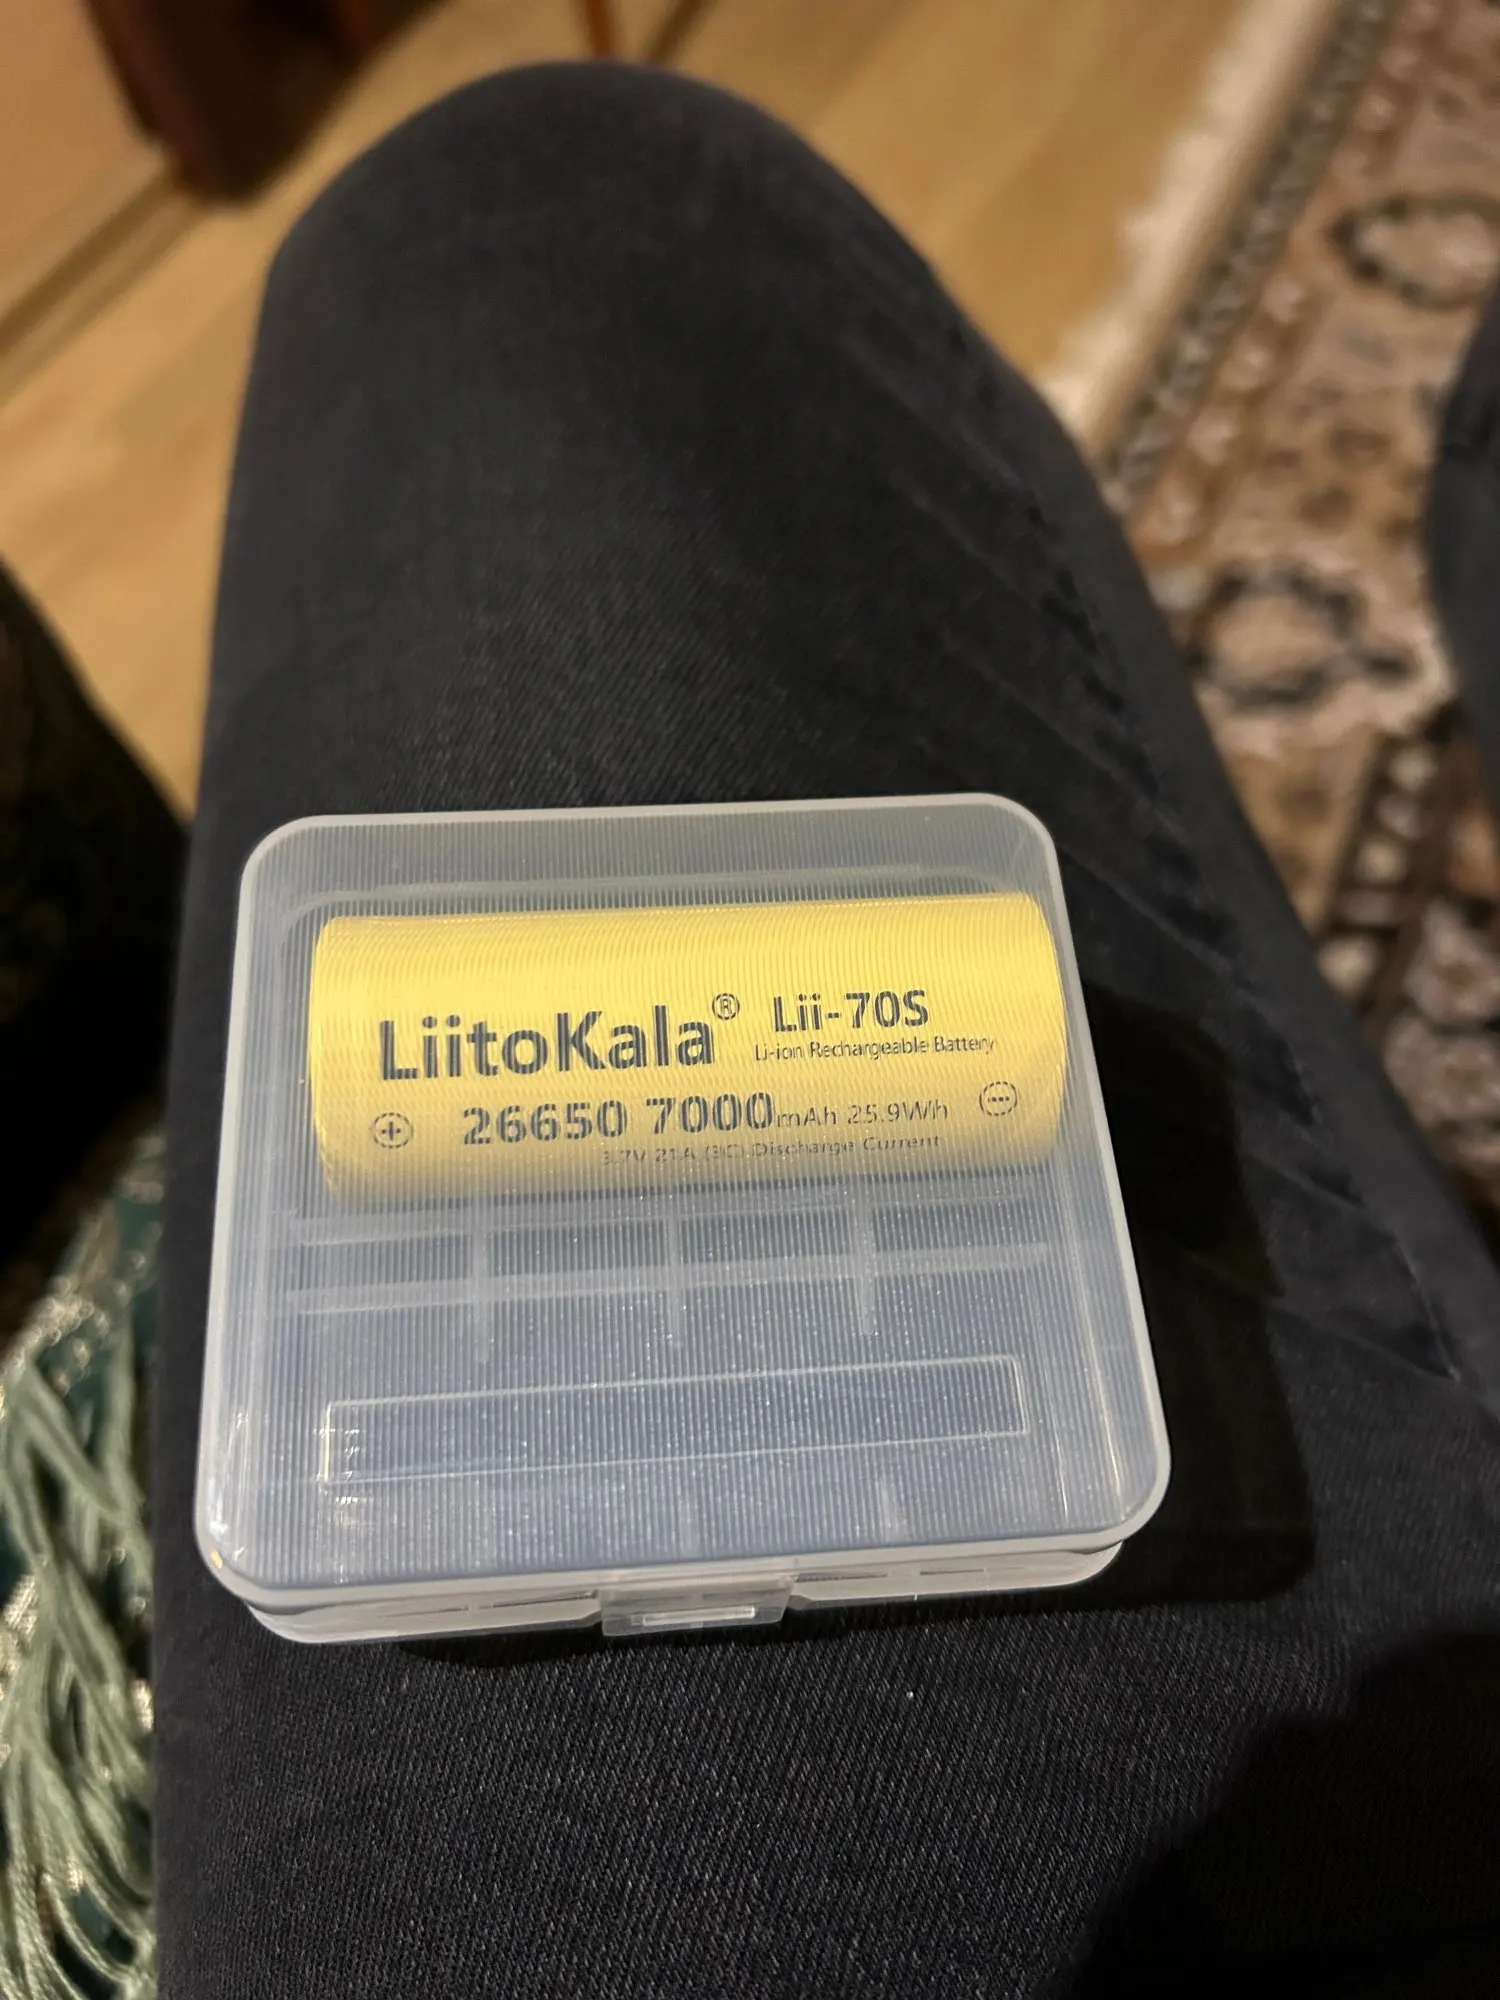 LiitoKala® Lii-70S
Li-ion Rechargeable Battery
+ 26650 7000mAh 25.9Wh -
3.7V 21A (3C) Discharge Current